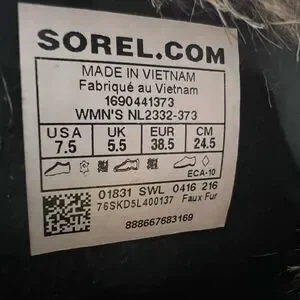 SOREL.COM
MADE IN VIETNAM
Fabriqué au Vietnam
1690441373
WMN'S NL2332-373
USA UK EUR CM
7.5 5.5 38.5 24.5
ECA-10
01831 SWL 0416 216
76SKD5L400137 Faux Fur
888667683169